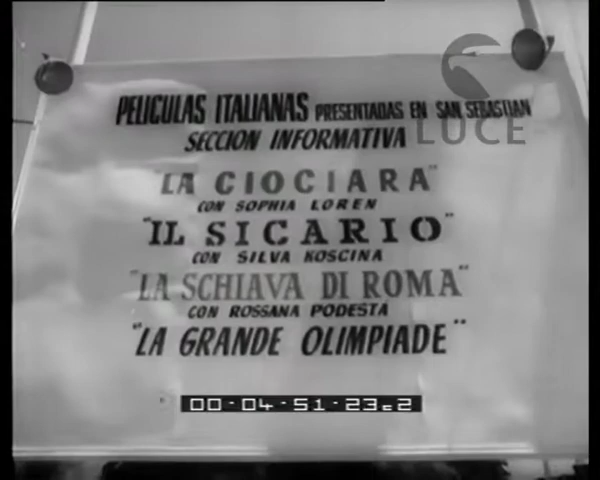 PELICULAS ITALIANAS PRESENTADAS EN SAN SEBASTIAN
SECCION INFORMATIVA
LUCE
"LA CIOCIARA"
CON SOPHIA LOREN
"IL SICARIO"
CON SILVA KOSCINA
"LA SCHIAVA DI ROMA"
CON ROSSANA PODESTÁ
"LA GRANDE OLIMPIADE"
00-04-51-23.2